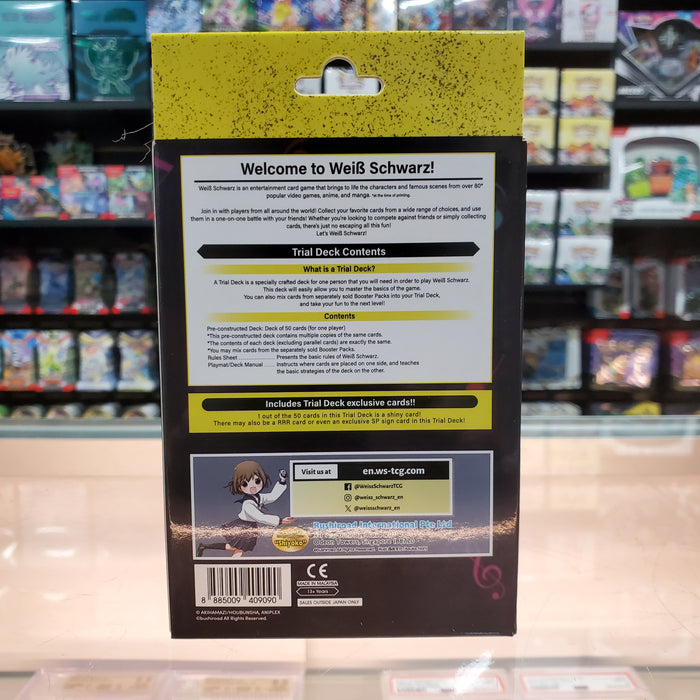 Welcome to Weiß Schwarz!
Weiß Schwarz is an entertainment card game that brings to life the characters and famous scenes from over 80*
popular video games, anime, and manga. *at the time of printing.
Join in with players from all around the world! Collect your favorite cards from a wide range of choices, and use
them in a one-on-one battle with your friends! Whether you're looking to compete against friends or simply collecting
cards, there's just no escaping all this fun!
Let's Weiß Schwarz!
Trial Deck Contents
What is a Trial Deck?
A Trial Deck is a specially crafted deck for one person that you will need in order to play Weiß Schwarz.
This deck will easily allow you to master the basics of the game.
You can also mix cards from separately sold Booster Packs into your Trial Deck,
and take your fun to the next level!
Contents
Pre-constructed Deck: Deck of 50 cards (for one player)
*This pre-constructed deck contains multiple copies of the same cards.
*The contents of each deck (excluding parallel cards) are exactly the same.
*You may mix cards from the separately sold Booster Packs.
Rules Sheet ........................ Presents the basic rules of Weiß Schwarz.
Playmat/Deck Manual ..... Instructs where cards are placed on one side, and teaches
the basic strategies of the deck on the other.
Includes Trial Deck exclusive cards!!
1 out of the 50 cards in this Trial Deck is a shiny card!
There may also be a RRR card or even an exclusive SP sign card in this Trial Deck!
Visit us at en.ws-tcg.com
@WeissSchwarzTCG
@weiss_schwarz_en
@weissschwarz_en
Bushiroad International Pte Ltd
Odeon Towers, Singapore
"Shiyoko"
8 885009 409090
CE
MADE IN MALAYSIA
13+ Years
SALES OUTSIDE JAPAN ONLY
© AKIHAMAZI/HOUBUNSHA, ANIPLEX
©bushiroad All Rights Reserved.